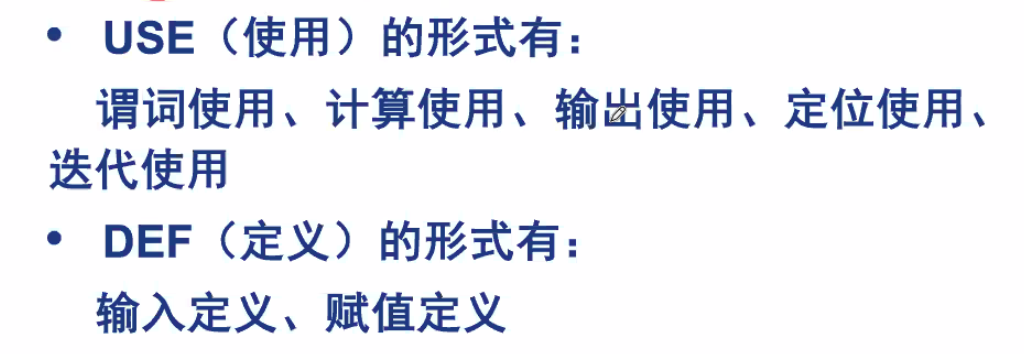 • USE（使用）的形式有：
谓词使用、计算使用、输出使用、定位使用、
迭代使用
• DEF（定义）的形式有：
输入定义、赋值定义